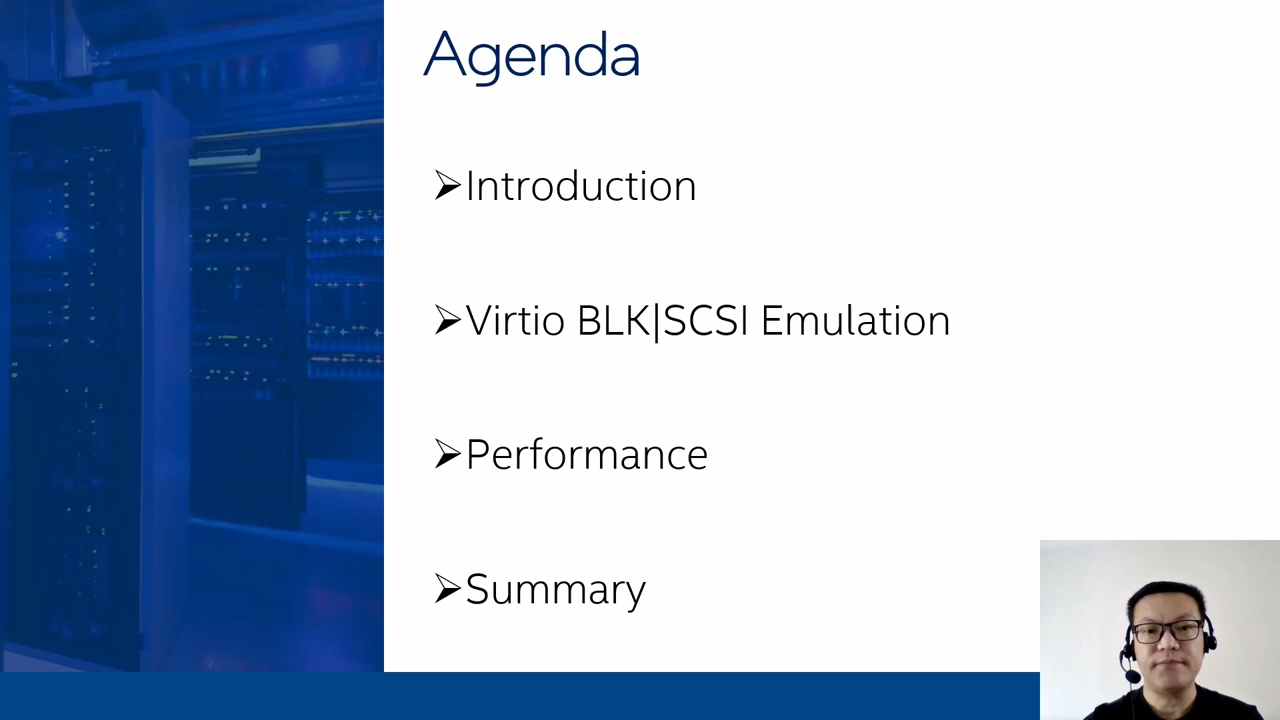 Agenda
➢Introduction
➢Virtio BLK|SCSI Emulation
➢Performance
➢Summary